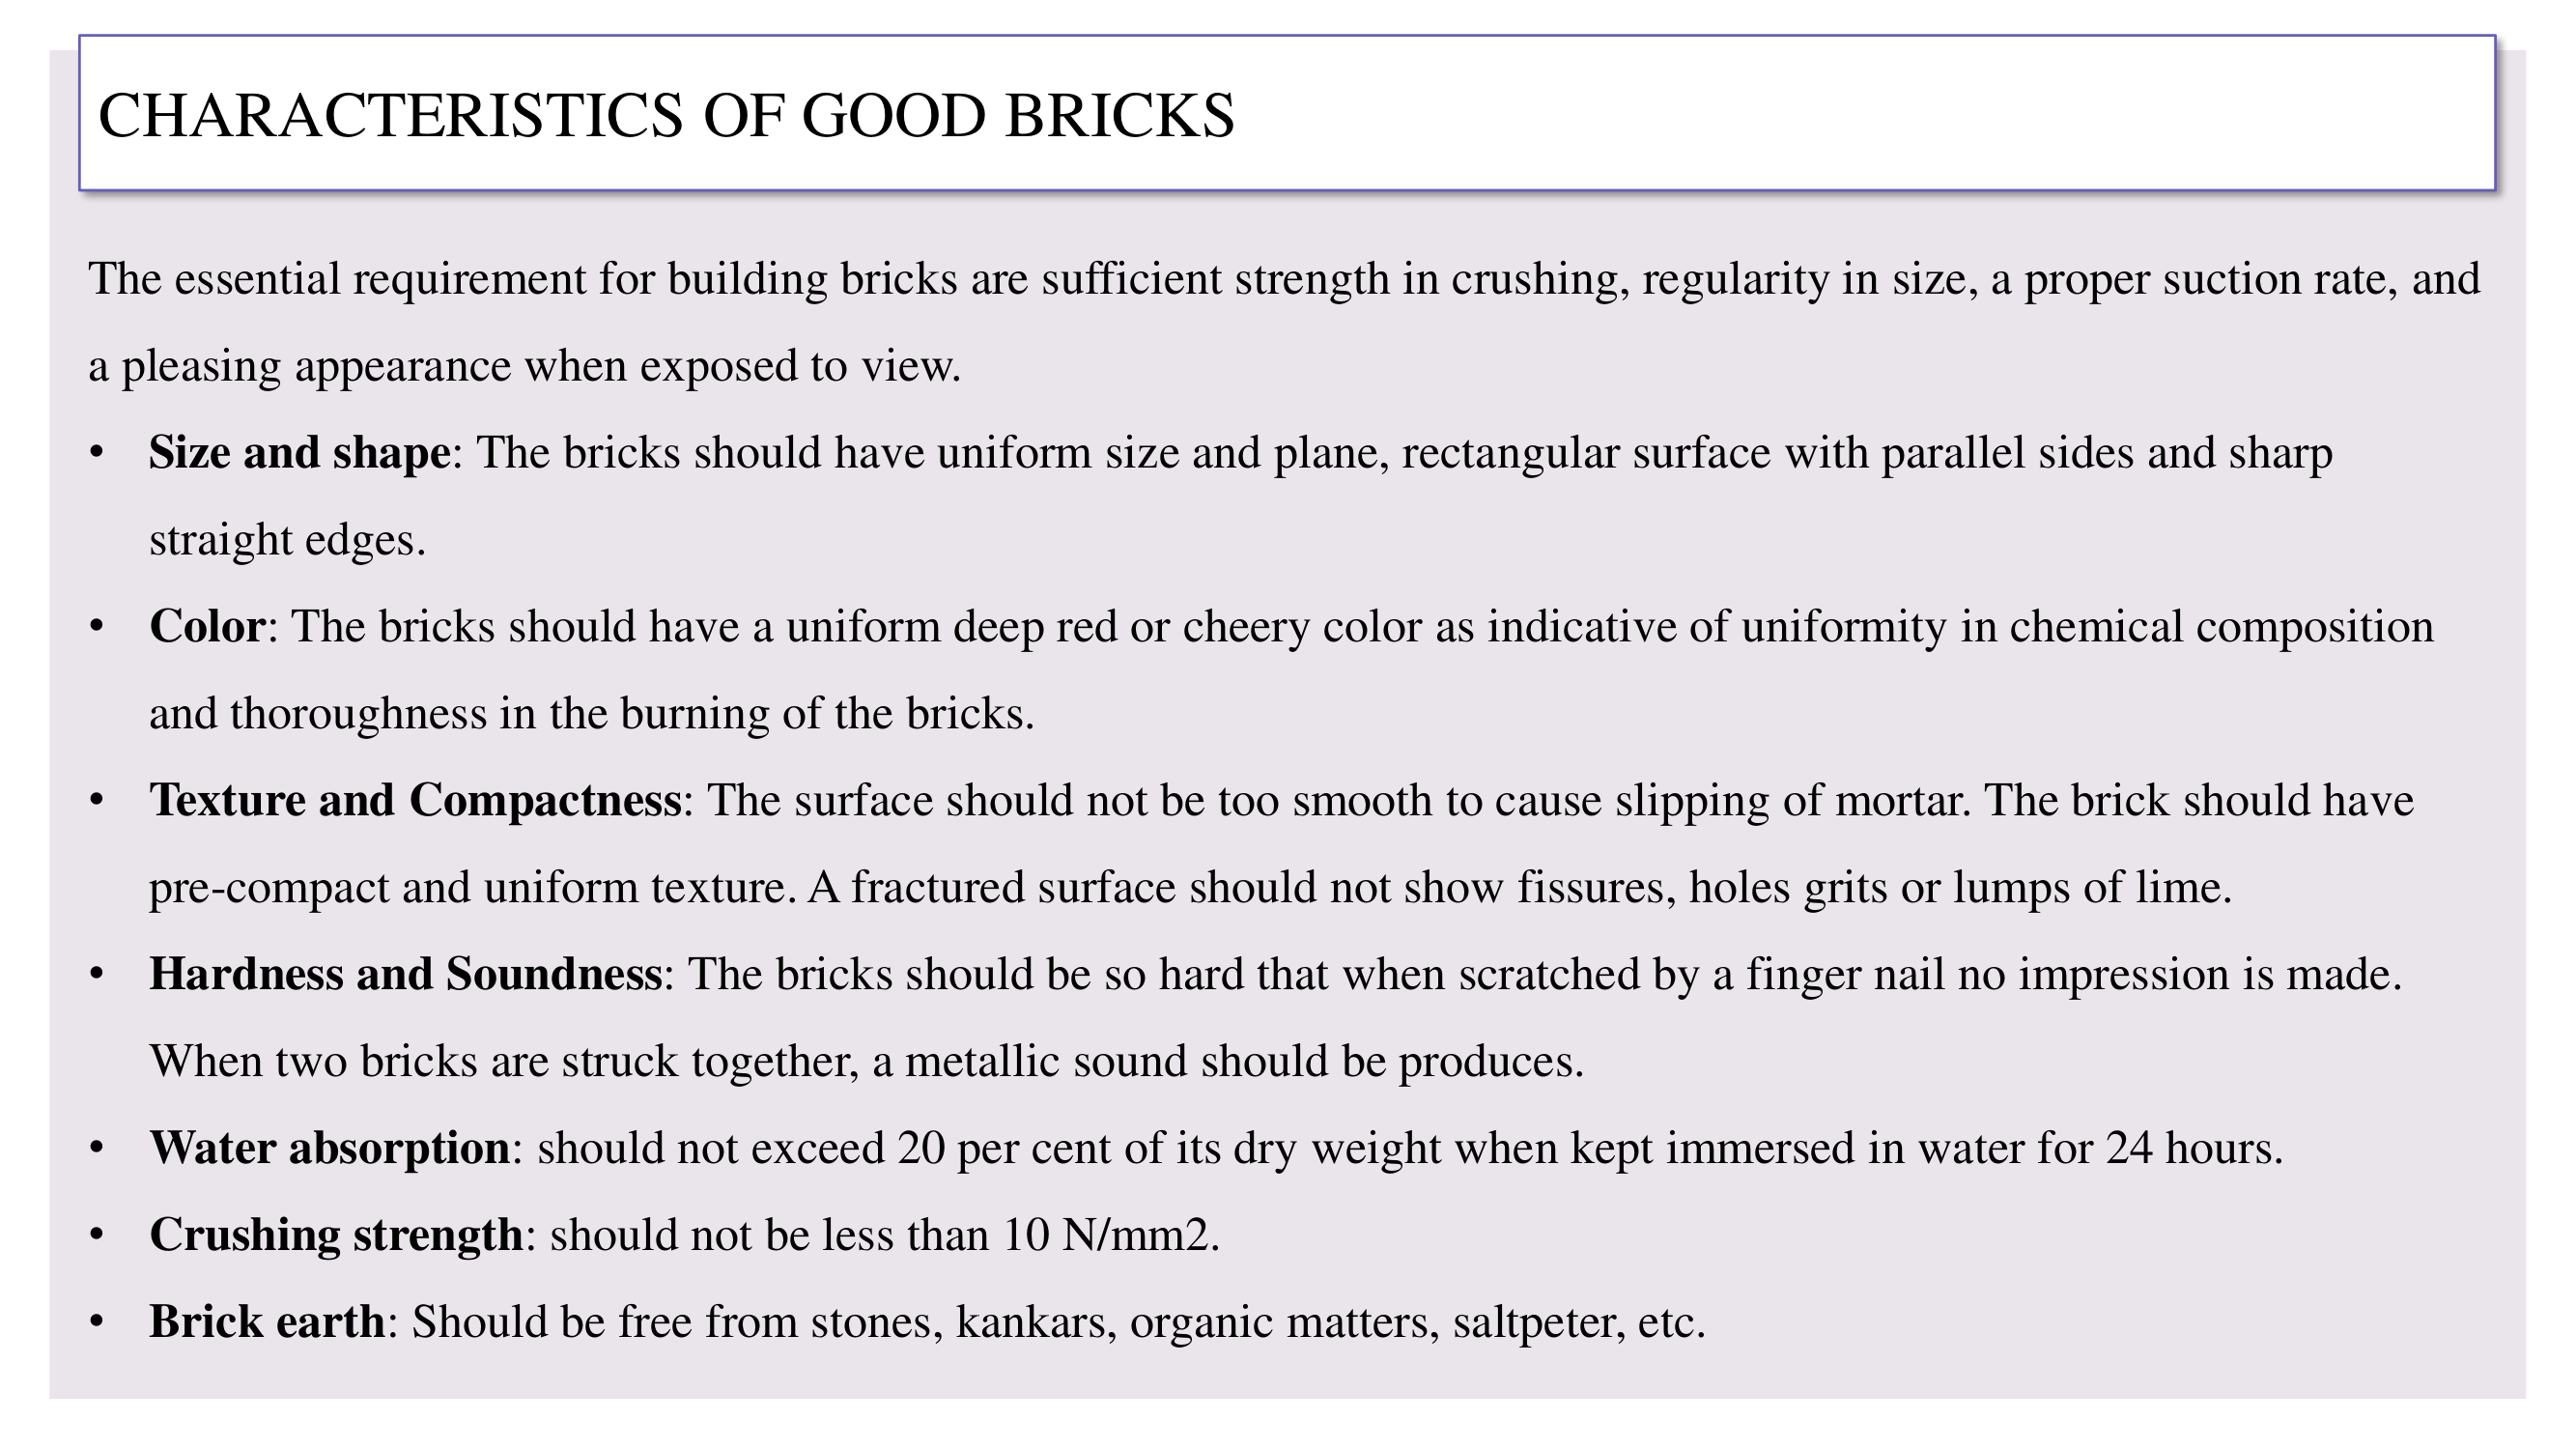 CHARACTERISTICS OF GOOD BRICKS
The essential requirement for building bricks are sufficient strength in crushing, regularity in size, a proper suction rate, and
a pleasing appearance when exposed to view.
• Size and shape: The bricks should have uniform size and plane, rectangular surface with parallel sides and sharp
straight edges.
• Color: The bricks should have a uniform deep red or cheery color as indicative of uniformity in chemical composition
and thoroughness in the burning of the bricks.
• Texture and Compactness: The surface should not be too smooth to cause slipping of mortar. The brick should have
pre-compact and uniform texture. A fractured surface should not show fissures, holes grits or lumps of lime.
• Hardness and Soundness: The bricks should be so hard that when scratched by a finger nail no impression is made.
When two bricks are struck together, a metallic sound should be produces.
• Water absorption: should not exceed 20 per cent of its dry weight when kept immersed in water for 24 hours.
• Crushing strength: should not be less than 10 N/mm2.
• Brick earth: Should be free from stones, kankars, organic matters, saltpeter, etc.